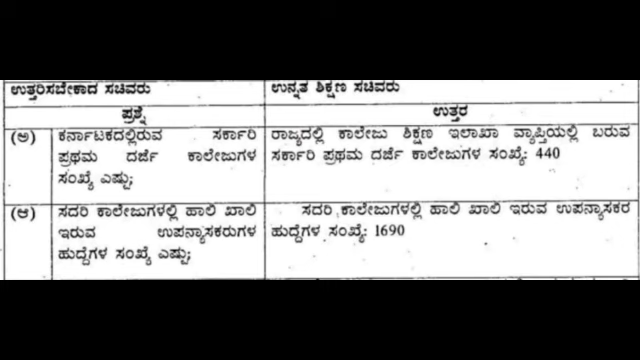 ಉತ್ತರಿಸಬೇಕಾದ ಸಚಿವರು
ಉನ್ನತ ಶಿಕ್ಷಣ ಸಚಿವರು
ಪ್ರಶ್ನೆ
ಉತ್ತರ
(ಅ)
ಕರ್ನಾಟಕದಲ್ಲಿರುವ ಸರ್ಕಾರಿ
ಪ್ರಥಮ ದರ್ಜೆ ಕಾಲೇಜುಗಳ
ಸಂಖ್ಯೆ ಎಷ್ಟು;
ರಾಜ್ಯದಲ್ಲಿ ಕಾಲೇಜು ಶಿಕ್ಷಣ ಇಲಾಖಾ ವ್ಯಾಪ್ತಿಯಲ್ಲಿ ಬರುವ
ಸರ್ಕಾರಿ ಪ್ರಥಮ ದರ್ಜೆ ಕಾಲೇಜುಗಳ ಸಂಖ್ಯೆ: 440
(ಆ)
ಸದರಿ ಕಾಲೇಜುಗಳಲ್ಲಿ ಹಾಲಿ ಖಾಲಿ
ಇರುವ ಉಪನ್ಯಾಸಕರುಗಳ
ಹುದ್ದೆಗಳ ಸಂಖ್ಯೆ ಎಷ್ಟು;
ಸದರಿ ಕಾಲೇಜುಗಳಲ್ಲಿ ಹಾಲಿ ಖಾಲಿ ಇರುವ ಉಪನ್ಯಾಸಕರ
ಹುದ್ದೆಗಳ ಸಂಖ್ಯೆ: 1690